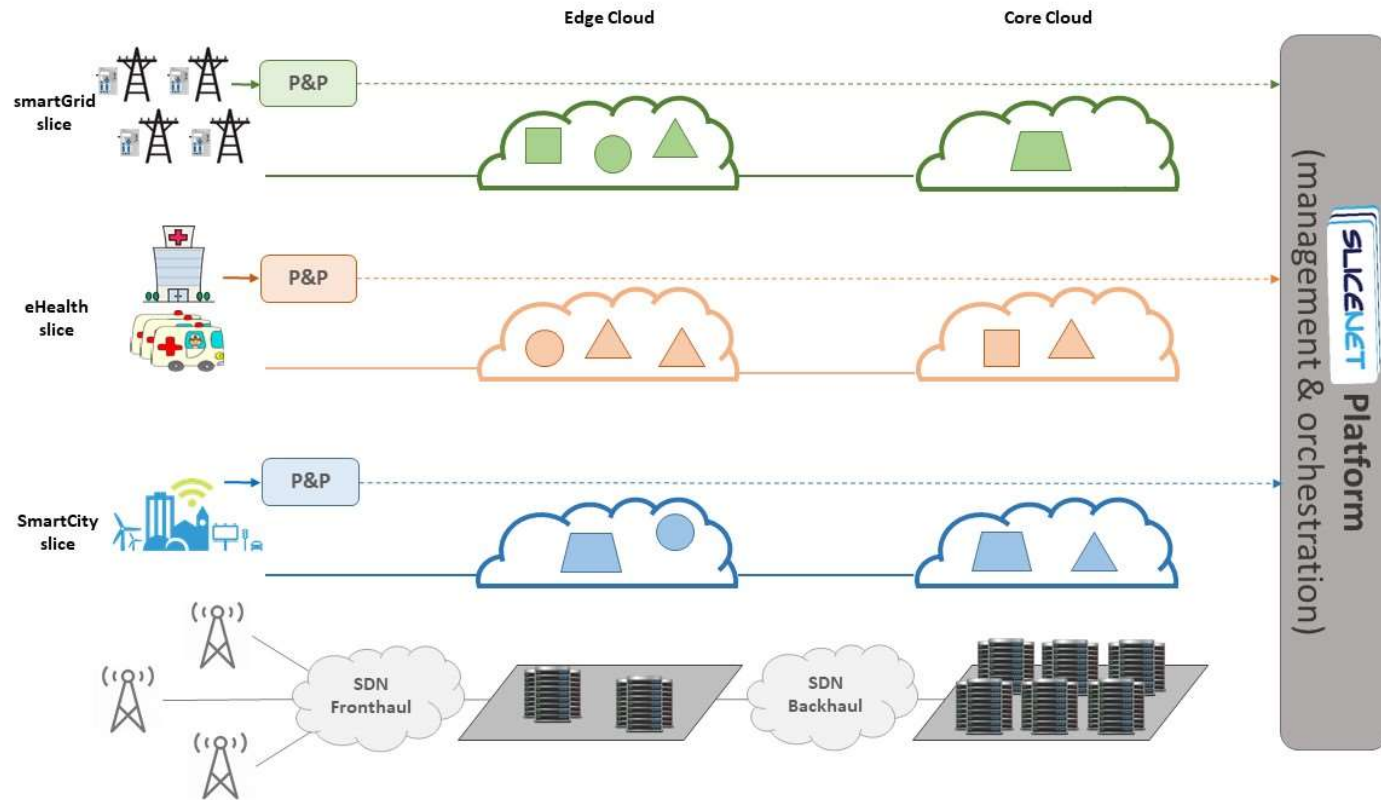 Edge Cloud
Core Cloud
smartGrid
slice
P&P
eHealth
slice
P&P
SmartCity
slice
P&P
SDN
Fronthaul
SDN
Backhaul
SLICENET Platform
(management & orchestration)